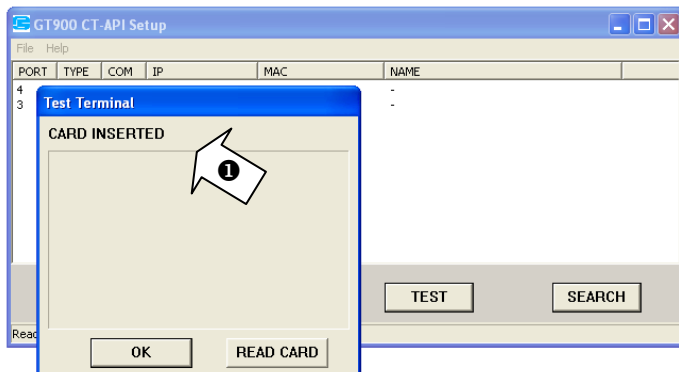 GT900 CT-API Setup
File Help
PORT TYPE COM IP MAC NAME
4 -
3 -
Test Terminal
CARD INSERTED
❶
TEST SEARCH
Read
OK READ CARD